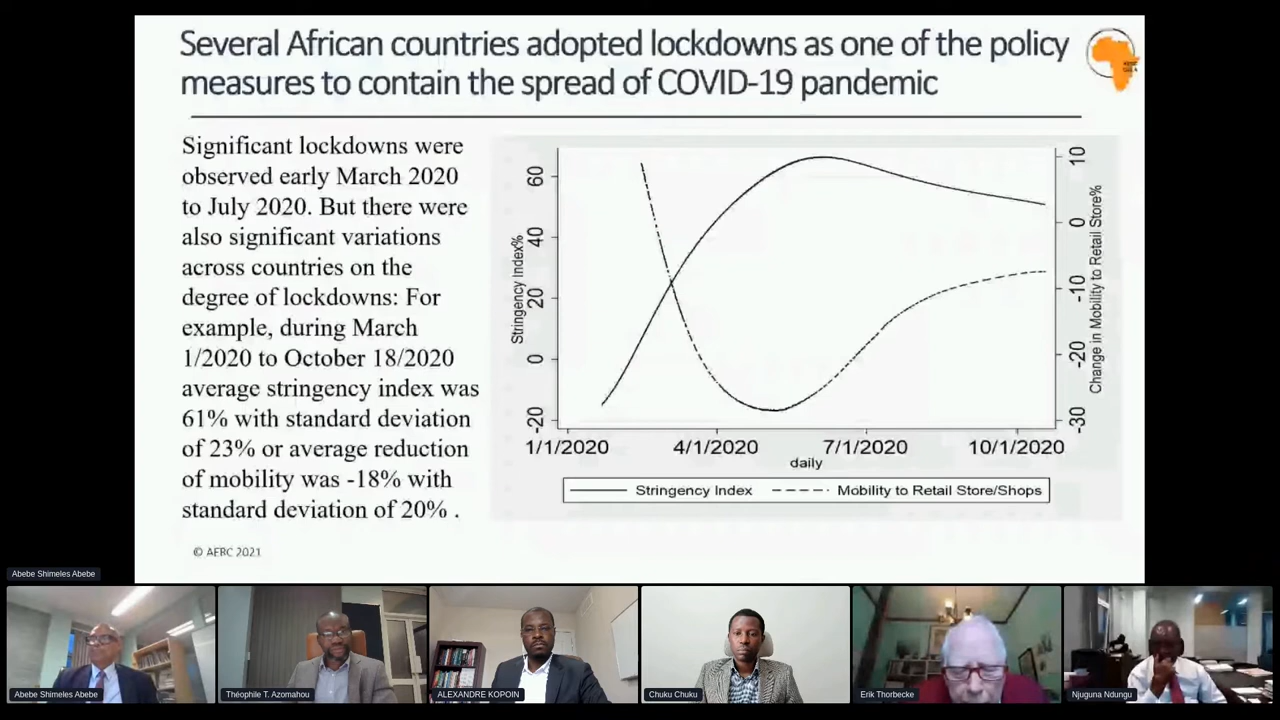 Several African countries adopted lockdowns as one of the policy
measures to contain the spread of COVID-19 pandemic
Significant lockdowns were
observed early March 2020
to July 2020. But there were
also significant variations
across countries on the
degree of lockdowns: For
example, during March
1/2020 to October 18/2020
average stringency index was
61% with standard deviation
of 23% or average reduction
of mobility was -18% with
standard deviation of 20% .
Stringency Index%
60
40
20
0
-20
10
0
-10
-20
-30
Change in Mobility to Retail Store%
1/1/2020 4/1/2020 7/1/2020 10/1/2020
daily
Stringency Index Mobility to Retail Store/Shops
© AERC 2021
Abebe Shimeles Abebe
Abebe Shimeles Abebe
Théophile T. Azomahou
ALEXANDRE KOPOIN
Chuku Chuku
Erik Thorbecke
Njuguna Ndungu